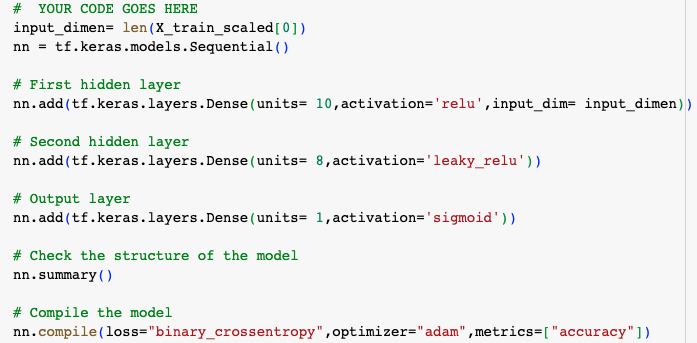 #  YOUR CODE GOES HERE
input_dimen= len(X_train_scaled[0])
nn = tf.keras.models.Sequential()
# First hidden layer
nn.add(tf.keras.layers.Dense(units= 10,activation='relu',input_dim= input_dimen))
# Second hidden layer
nn.add(tf.keras.layers.Dense(units= 8,activation='leaky_relu'))
# Output layer
nn.add(tf.keras.layers.Dense(units= 1,activation='sigmoid'))
# Check the structure of the model
nn.summary()
# Compile the model
nn.compile(loss="binary_crossentropy",optimizer="adam",metrics=["accuracy"])